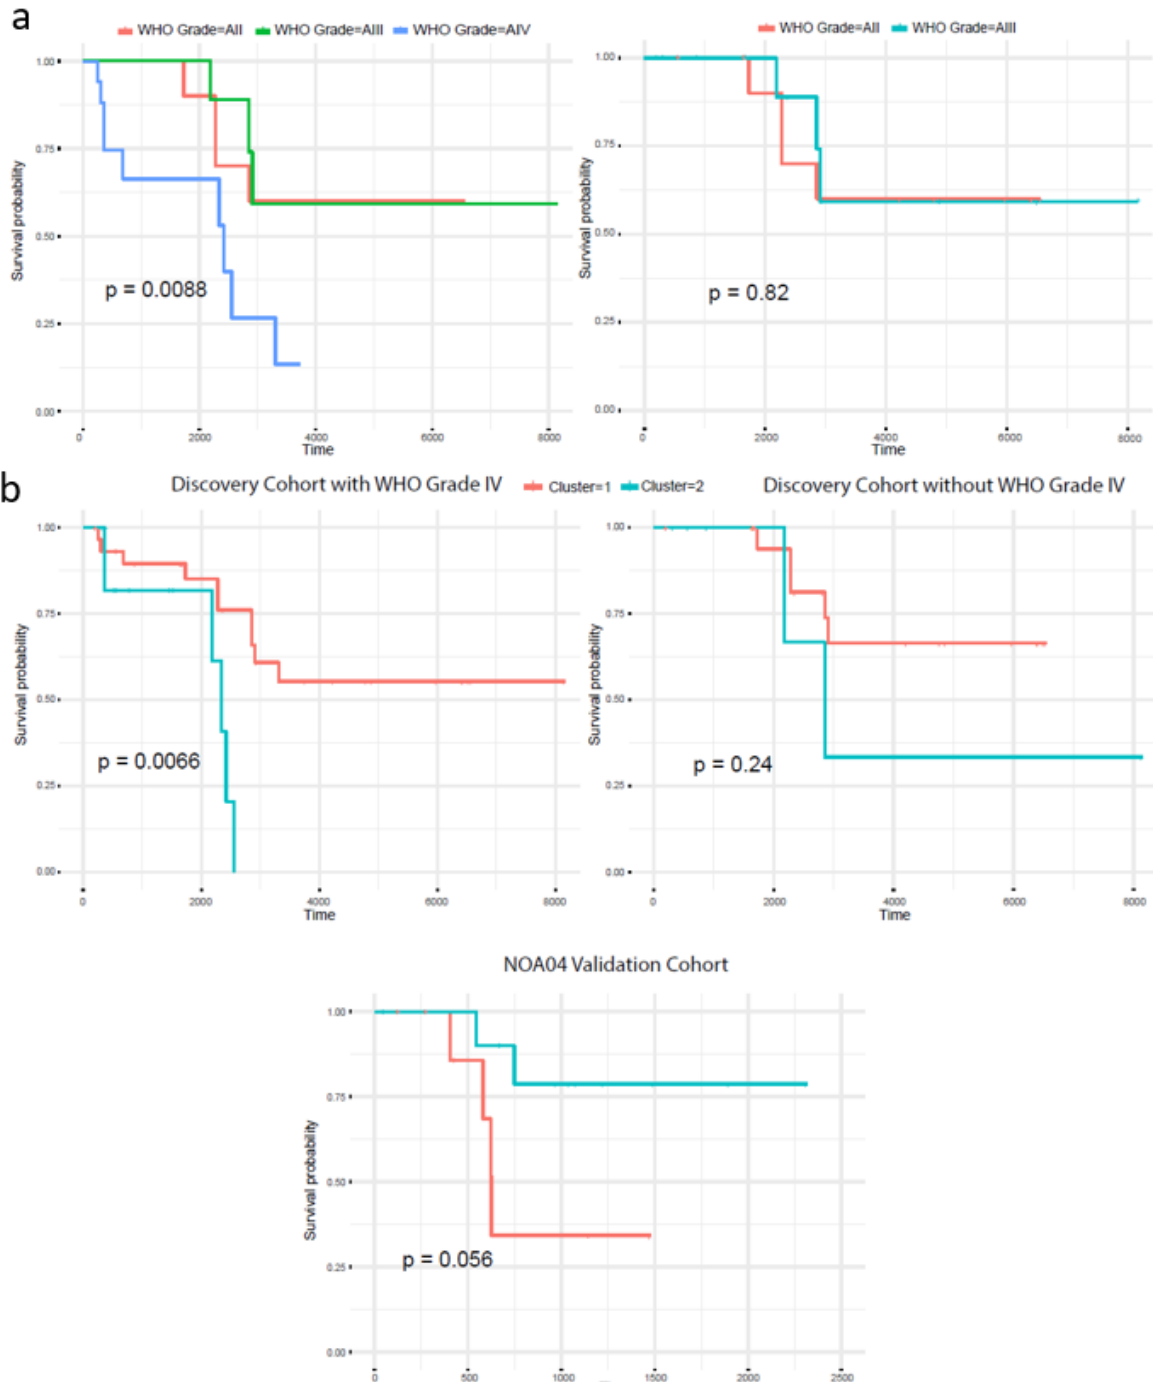 a
WHO Grade=AII WHO Grade=AIII WHO Grade=AIV
Survival probability
1.00
0.75
0.50
0.25
0.00
p = 0.0088
0 2000 4000 6000 8000
Time
WHO Grade=AII WHO Grade=AIII
Survival probability
1.00
0.75
0.50
0.25
0.00
p = 0.82
0 2000 4000 6000 8000
Time
b
Discovery Cohort with WHO Grade IV
Cluster=1 Cluster=2
Discovery Cohort without WHO Grade IV
Survival probability
1.00
0.75
0.50
0.25
0.00
p = 0.0066
0 2000 4000 6000 8000
Time
Survival probability
1.00
0.75
0.50
0.25
0.00
p = 0.24
0 2000 4000 6000 8000
Time
NOA04 Validation Cohort
Survival probability
1.00
0.75
0.50
0.25
0.00
p = 0.056
0 500 1000 1500 2000 2500